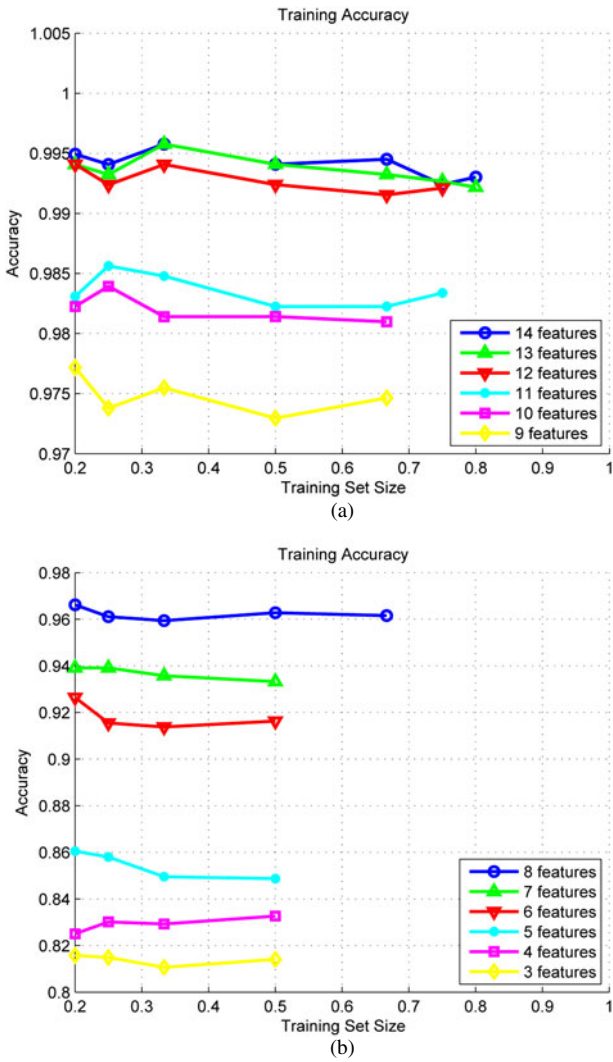 Training Accuracy
1.005
1
0.995
0.99
0.985
0.98
0.975
0.97
Accuracy
14 features
13 features
12 features
11 features
10 features
9 features
0.2 0.3 0.4 0.5 0.6 0.7 0.8 0.9 1
Training Set Size
(a)
Training Accuracy
0.98
0.96
0.94
0.92
0.9
0.88
0.86
0.84
0.82
0.8
Accuracy
8 features
7 features
6 features
5 features
4 features
3 features
0.2 0.3 0.4 0.5 0.6 0.7 0.8 0.9 1
Training Set Size
(b)